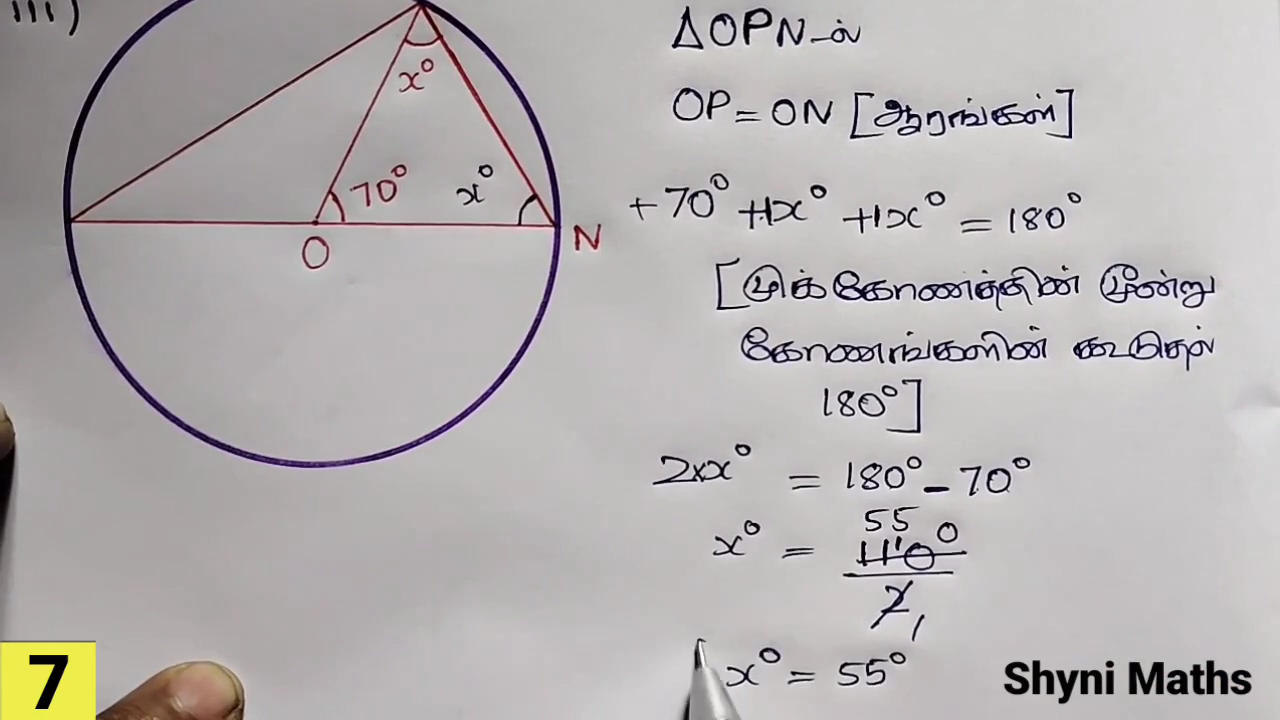 iii)
x°
70°
x°
O
N
ΔOPN-ல்
OP = ON [ஆரங்கள்]
+70° +1x° +1x° = 180°
[முக்கோணத்தின் மூன்று
கோணங்களின் கூடுதல்
180°]
2xx° = 180° - 70°
55
x° = 110°
2 1
x° = 55°
7
Shyni Maths